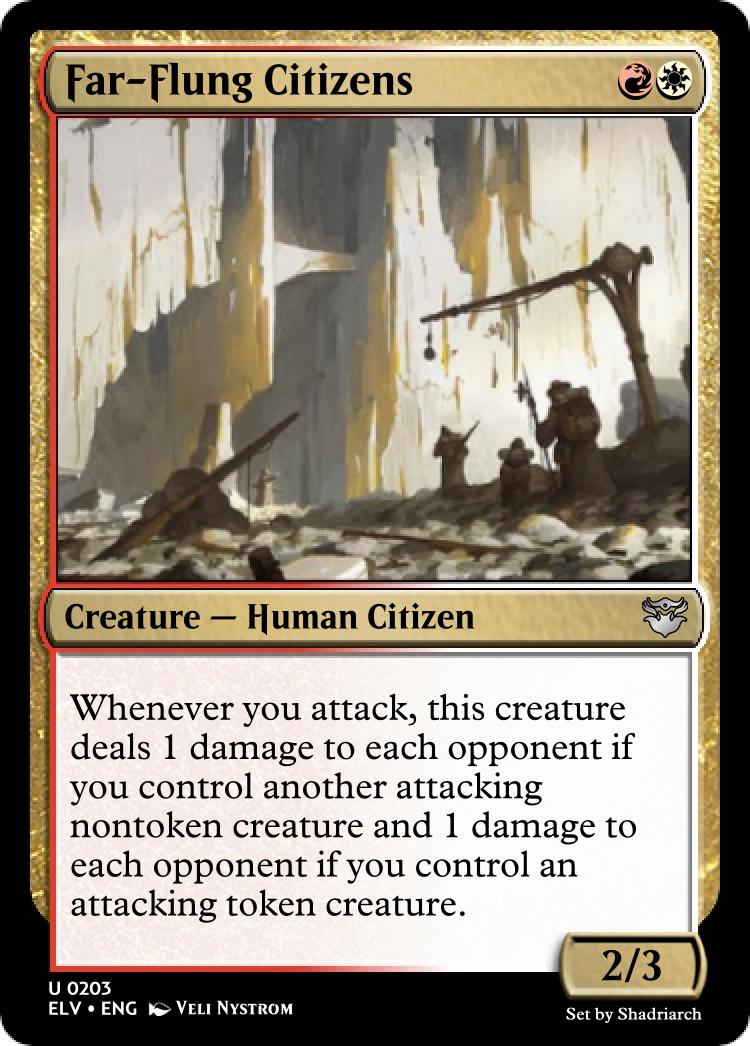 Far-Flung Citizens
Creature — Human Citizen
Whenever you attack, this creature
deals 1 damage to each opponent if
you control another attacking
nontoken creature and 1 damage to
each opponent if you control an
attacking token creature.
2/3
U 0203
ELV • ENG VELI NYSTROM
Set by Shadriarch